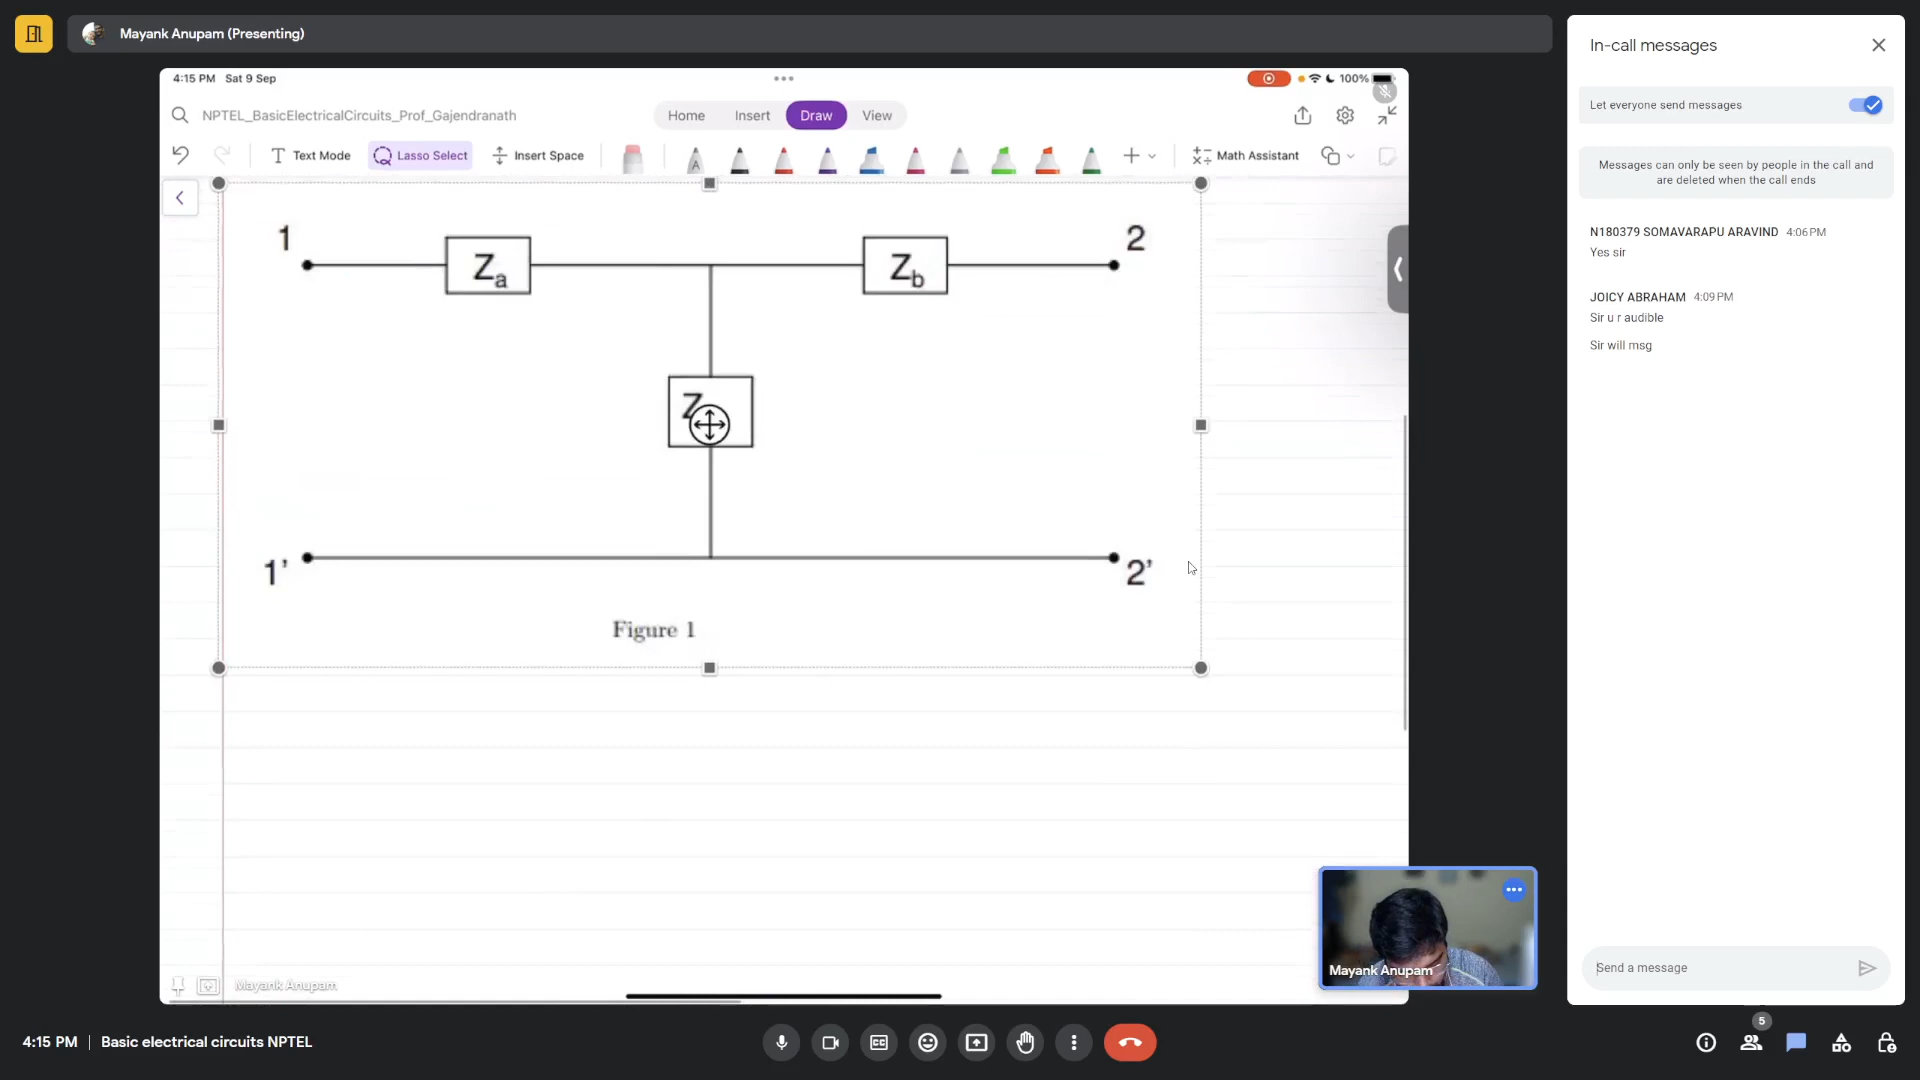 Mayank Anupam (Presenting)
In-call messages
4:15 PM Sat 9 Sep
100%
NPTEL_BasicElectricalCircuits_Prof_Gajendranath
Home Insert Draw View
Let everyone send messages
Text Mode Lasso Select Insert Space A Math Assistant
Messages can only be seen by people in the call and
are deleted when the call ends
N180379 SOMAVARAPU ARAVIND 4:06 PM
Yes sir
JOICY ABRAHAM 4:09 PM
Sir u r audible
Sir will msg
1 2
Za Zb
Z
1' 2'
Figure 1
Mayank Anupam
Mayank Anupam
Send a message
4:15 PM | Basic electrical circuits NPTEL
CC
5